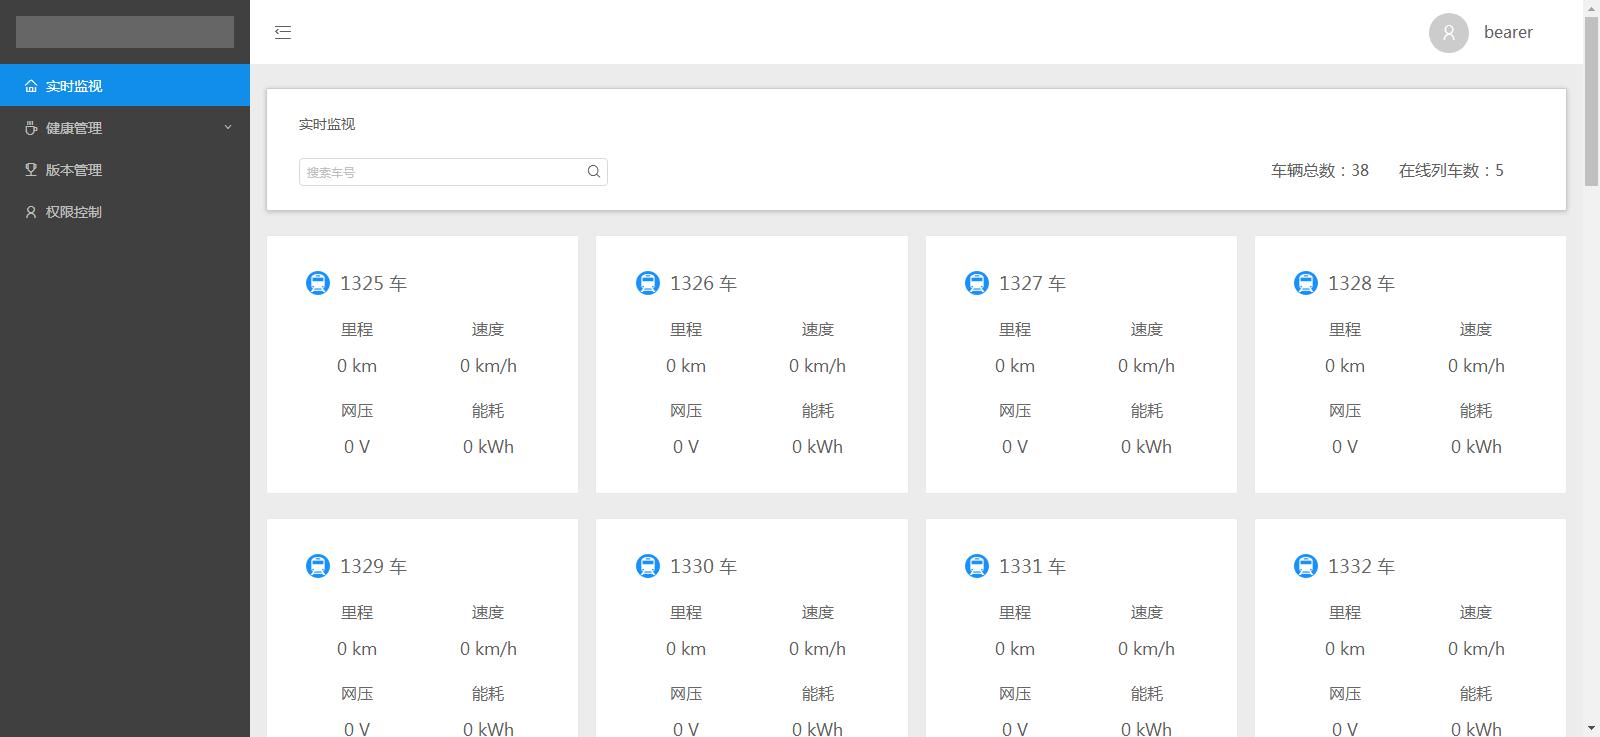 bearer
实时监视
健康管理
版本管理
权限控制
实时监视
搜索车号
车辆总数：38 在线列车数：5
1325 车 1326 车 1327 车 1328 车
里程 速度 里程 速度 里程 速度 里程 速度
0 km 0 km/h 0 km 0 km/h 0 km 0 km/h 0 km 0 km/h
网压 能耗 网压 能耗 网压 能耗 网压 能耗
0 V 0 kWh 0 V 0 kWh 0 V 0 kWh 0 V 0 kWh
1329 车 1330 车 1331 车 1332 车
里程 速度 里程 速度 里程 速度 里程 速度
0 km 0 km/h 0 km 0 km/h 0 km 0 km/h 0 km 0 km/h
网压 能耗 网压 能耗 网压 能耗 网压 能耗
0 V 0 kWh 0 V 0 kWh 0 V 0 kWh 0 V 0 kWh